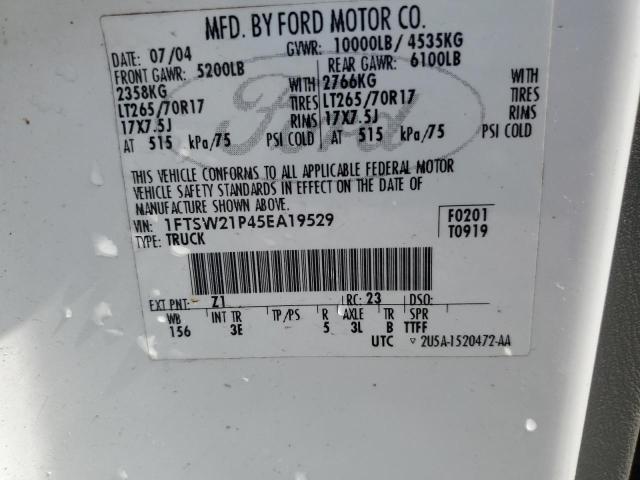 MFD. BY FORD MOTOR CO.
DATE: 07/04 GVWR: 10000LB/ 4535KG
FRONT GAWR: 5200LB REAR GAWR: 6100LB
2358KG WITH 2766KG WITH
LT265/70R17 TIRES LT265/70R17 TIRES
17X7.5J RIMS 17X7.5J RIMS
AT 515 kPa/75 PSI COLD AT 515 kPa/75 PSI COLD
Ford
THIS VEHICLE CONFORMS TO ALL APPLICABLE FEDERAL MOTOR
VEHICLE SAFETY STANDARDS IN EFFECT ON THE DATE OF
MANUFACTURE SHOWN ABOVE.
VIN: 1FTSW21P45EA19529 F0201
TYPE: TRUCK T0919
EXT PNT: Z1 RC: 23 DSO:
WB INT TR TP/PS R AXLE TR SPR
156 3E 5 3L B TTFF
UTC ▽ 2U5A-1520472-AA